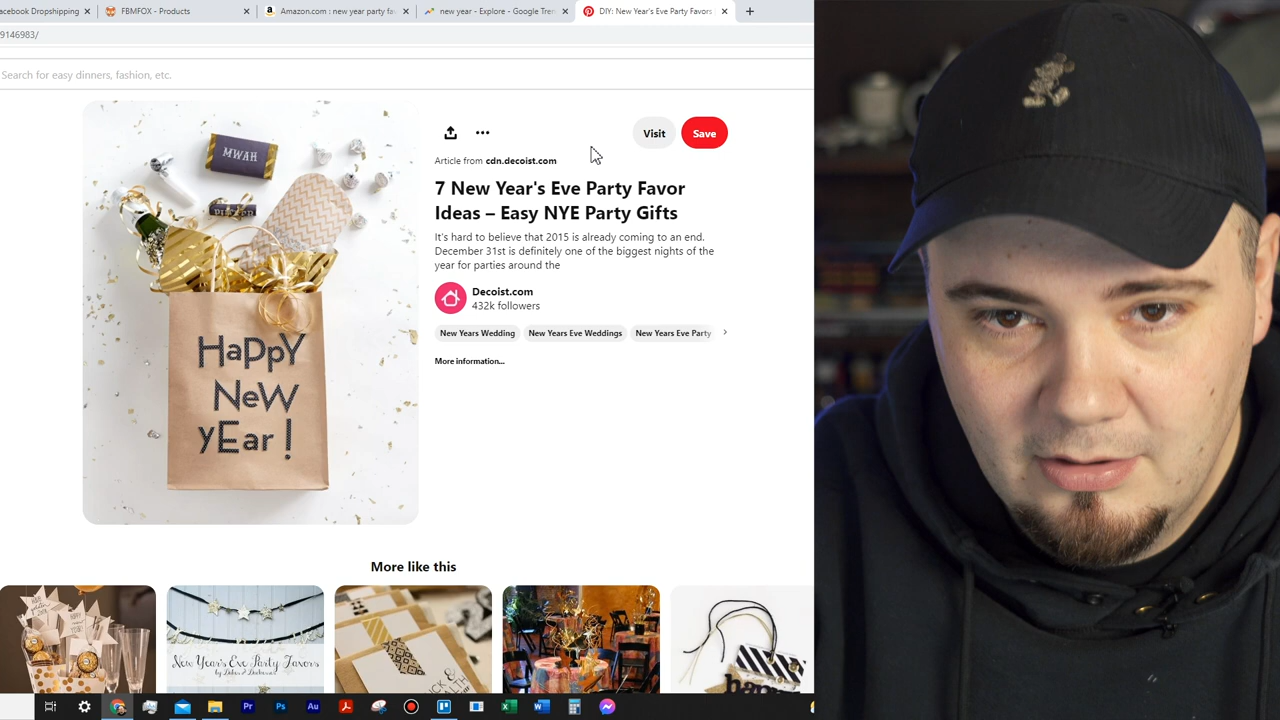 acebook Dropshipping
FBMFOX - Products
Amazon.com : new year party fav
new year - Explore - Google Tren
DIY: New Year's Eve Party Favors
9146983/
Search for easy dinners, fashion, etc.
MWAH
HaPpY
NeW
yEar !
Visit
Save
Article from cdn.decoist.com
7 New Year's Eve Party Favor
Ideas – Easy NYE Party Gifts
It's hard to believe that 2015 is already coming to an end.
December 31st is definitely one of the biggest nights of the
year for parties around the
Decoist.com
432k followers
New Years Wedding
New Years Eve Weddings
New Years Eve Party
More information...
More like this
New Year's Eve Party Favors
Pr
Ps
Au